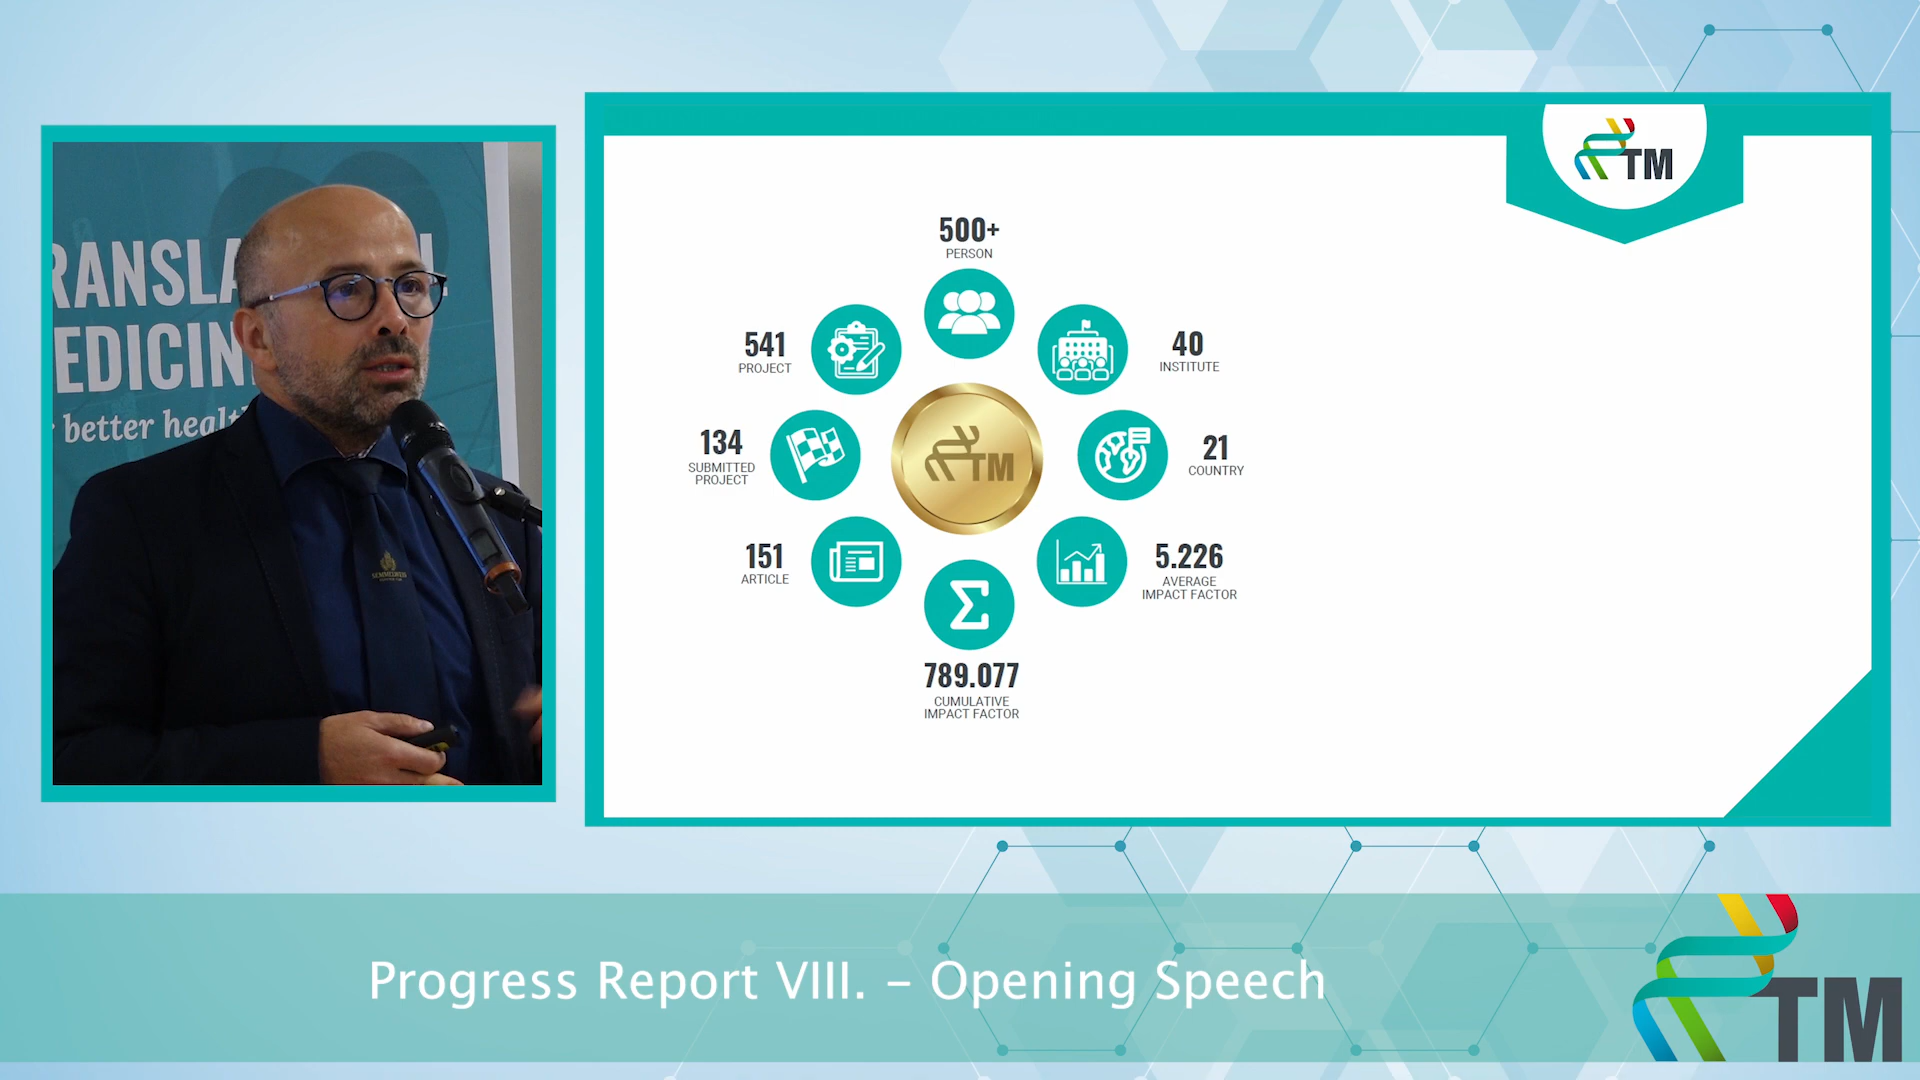 RANSLA
EDICIN
better healt
TM
500+
PERSON
541
PROJECT
40
INSTITUTE
134
SUBMITTED
PROJECT
TM
21
COUNTRY
151
ARTICLE
5.226
AVERAGE
IMPACT FACTOR
Σ
789.077
CUMULATIVE
IMPACT FACTOR
Progress Report VIII. – Opening Speech
TM